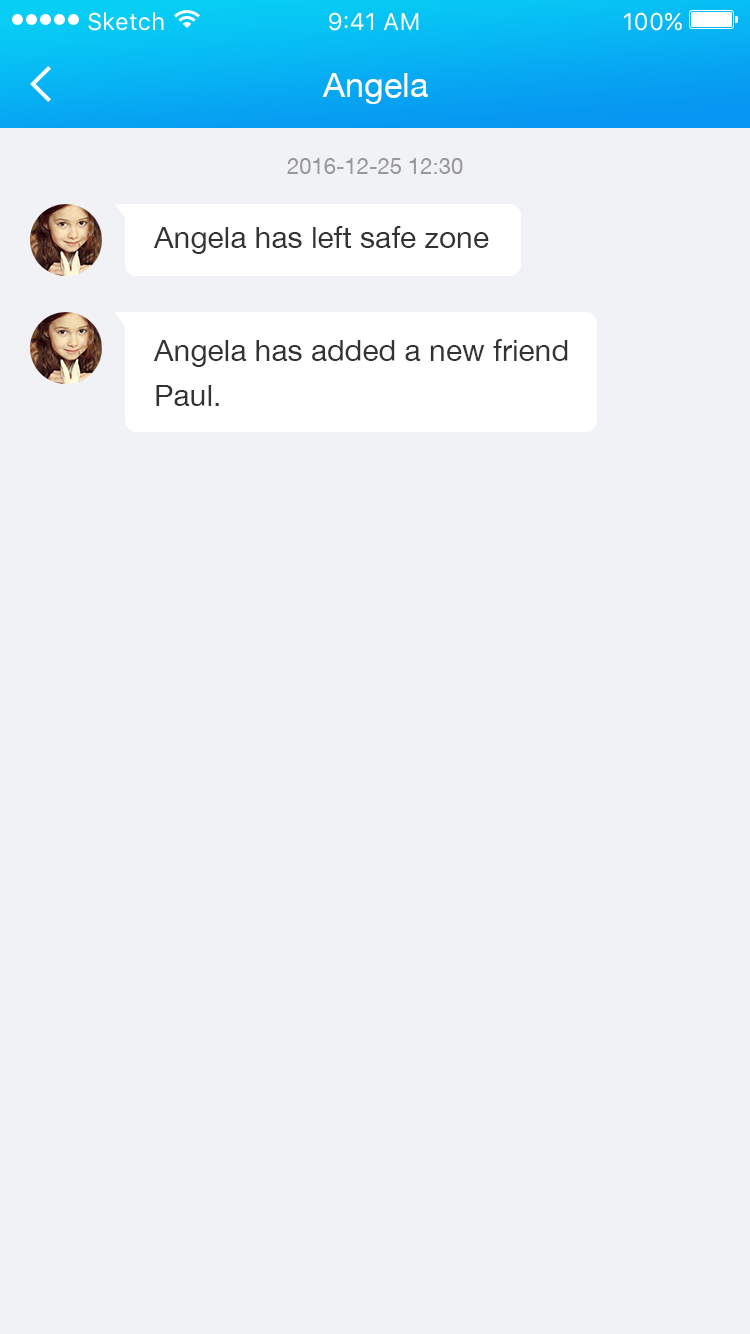 Sketch 9:41 AM 100%
Angela
2016-12-25 12:30
Angela has left safe zone
Angela has added a new friend
Paul.